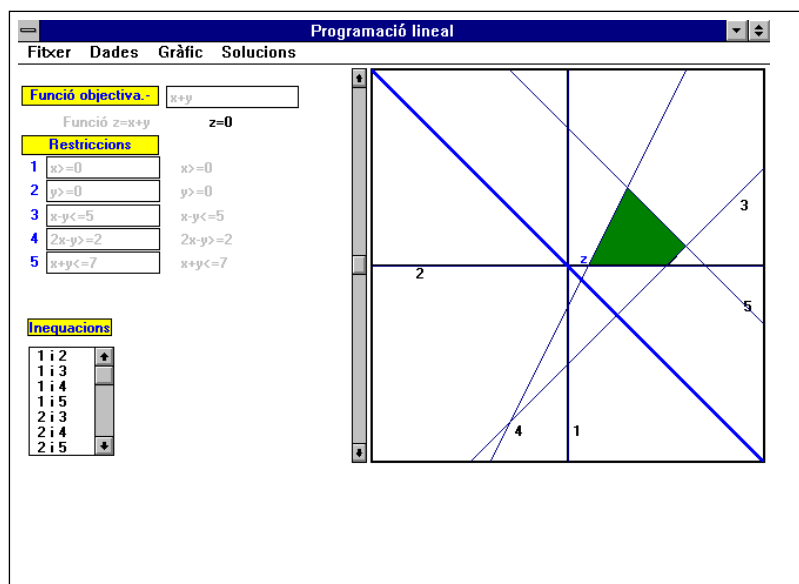 Programació lineal
Fitxer Dades Gràfic Solucions
Funció objectiva.- x+y
Funció z=x+y z=0
Restriccions
1 x>=0 x>=0
2 y>=0 y>=0
3 x-y<=5 x-y<=5
4 2x-y>=2 2x-y>=2
5 x+y<=7 x+y<=7
Inequacions
1 i 2
1 i 3
1 i 4
1 i 5
2 i 3
2 i 4
2 i 5
3
z
2
5
4
1